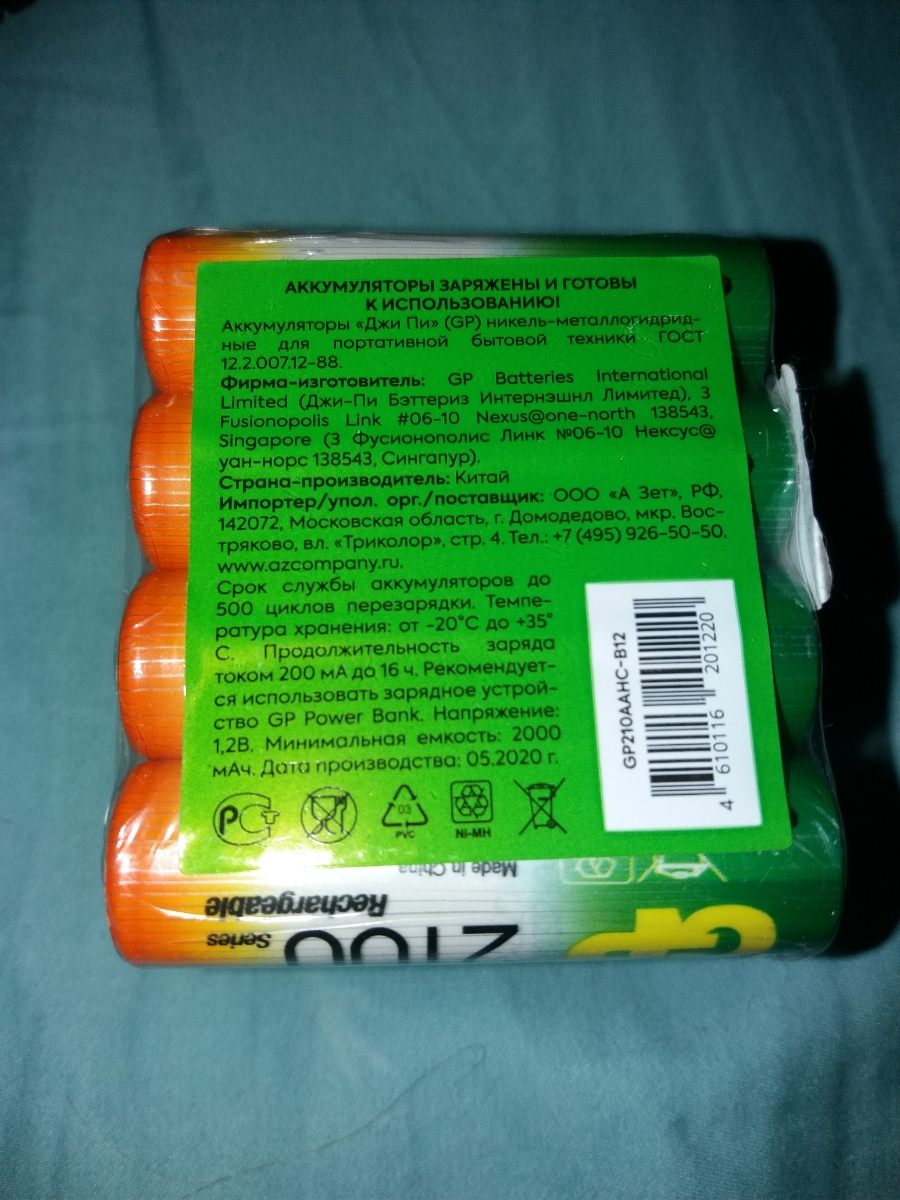 АККУМУЛЯТОРЫ ЗАРЯЖЕНЫ И ГОТОВЫ
К ИСПОЛЬЗОВАНИЮ!
Аккумуляторы «Джи Пи» (GP) никель-металлогидрид-
ные для портативной бытовой техники ГОСТ
12.2.007.12-88.
Фирма-изготовитель: GP Batteries International
Limited (Джи-Пи Бэттериз Интернэшнл Лимитед), 3
Fusionopolis Link #06-10 Nexus@one-north 138543,
Singapore (3 Фусионополис Линк №06-10 Нексус@
уан-норс 138543, Сингапур).
Страна-производитель: Китай
Импортер/упол. орг./поставщик: ООО «А Зет», РФ,
142072, Московская область, г. Домодедово, мкр. Вос-
тряково, вл. «Триколор», стр. 4. Тел.: +7 (495) 926-50-50.
www.azcompany.ru.
Срок службы аккумуляторов до
500 циклов перезарядки. Темпе-
ратура хранения: от -20°С до +35°
С. Продолжительность заряда
током 200 мА до 16 ч. Рекомендует-
ся использовать зарядное устрой-
ство GP Power Bank. Напряжение:
1,2В. Минимальная емкость: 2000
мАч. Дата производства: 05.2020 г.
GP210AAHC-B12
4 610116 201220
РСТ
03
PVC
NI-MH
Made in China
Rechargeable
Series
2100
GP